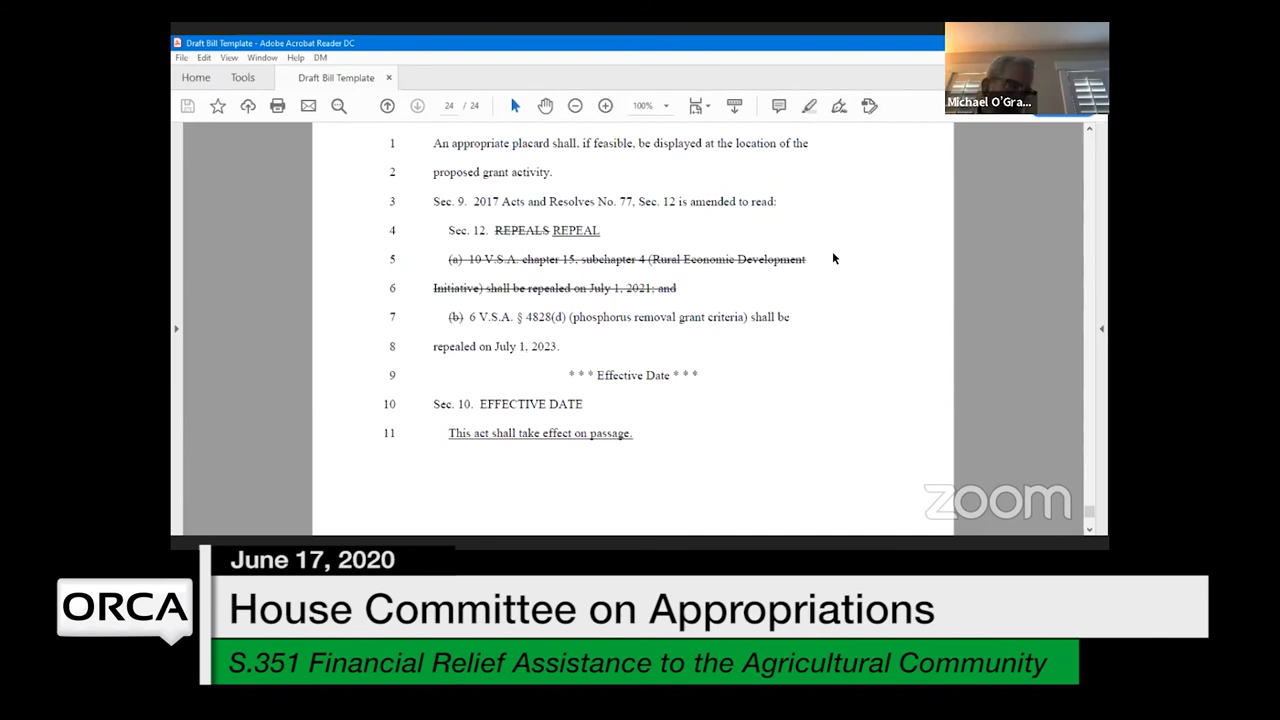 Draft Bill Template - Adobe Acrobat Reader DC
File Edit View Window Help DM
Home Tools Draft Bill Template ×
24 / 24 100%
Michael O'Gra...
1 An appropriate placard shall, if feasible, be displayed at the location of the
2 proposed grant activity.
3 Sec. 9. 2017 Acts and Resolves No. 77, Sec. 12 is amended to read:
4 Sec. 12. REPEALS REPEAL
5 (a) 10 V.S.A. chapter 15, subchapter 4 (Rural Economic Development
6 Initiative) shall be repealed on July 1, 2021; and
7 (b) 6 V.S.A. § 4828(d) (phosphorus removal grant criteria) shall be
8 repealed on July 1, 2023.
9 * * * Effective Date * * *
10 Sec. 10. EFFECTIVE DATE
11 This act shall take effect on passage.
zoom
June 17, 2020
ORCA
House Committee on Appropriations
S.351 Financial Relief Assistance to the Agricultural Community